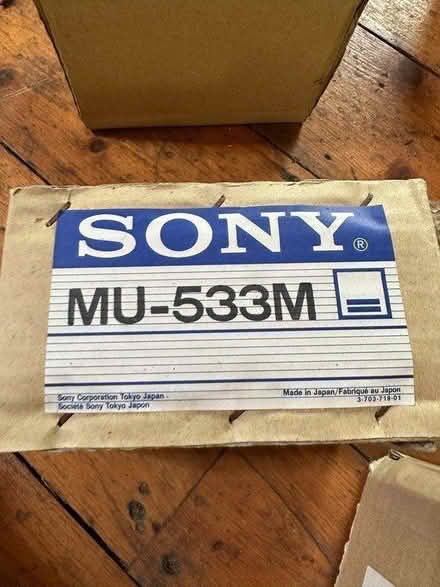 SONY®
MU-533M
Sony Corporation Tokyo Japan
Société Sony Tokyo Japon
Made in Japan/Fabriqué au Japon
3-703-718-01